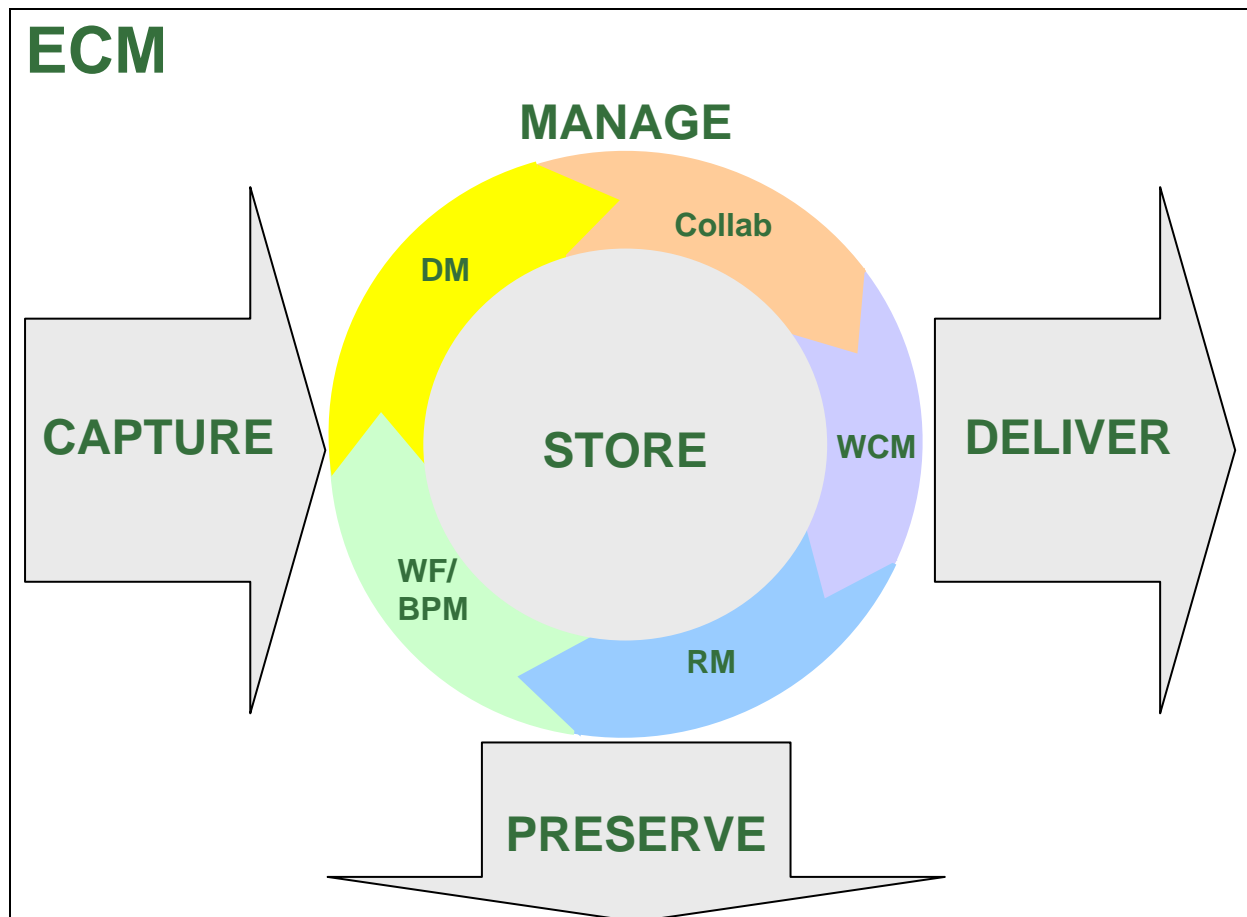 ECM
MANAGE
Collab
DM
CAPTURE
STORE
WCM
DELIVER
WF/
BPM
RM
PRESERVE